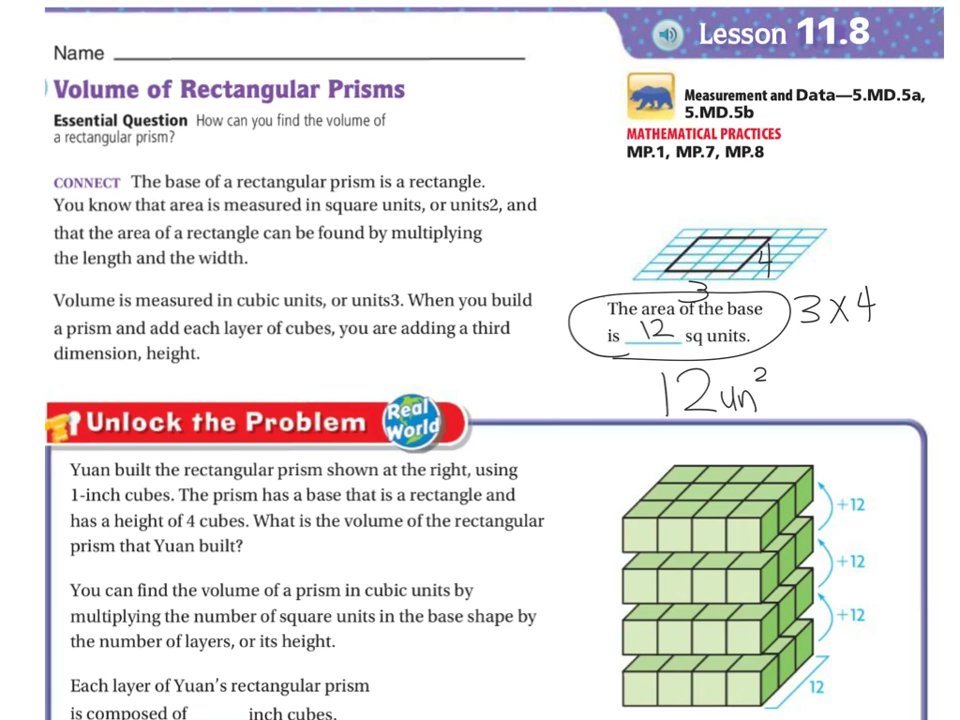 Lesson 11.8
Name
Volume of Rectangular Prisms
Essential Question How can you find the volume of
a rectangular prism?
Measurement and Data—5.MD.5a,
5.MD.5b
MATHEMATICAL PRACTICES
MP.1, MP.7, MP.8
CONNECT The base of a rectangular prism is a rectangle.
You know that area is measured in square units, or units2, and
that the area of a rectangle can be found by multiplying
the length and the width.
Volume is measured in cubic units, or units3. When you build
a prism and add each layer of cubes, you are adding a third
dimension, height.
4
3
The area of the base
is 12 sq units.
3 x 4
12 un²
Unlock the Problem
Real
World
Yuan built the rectangular prism shown at the right, using
1-inch cubes. The prism has a base that is a rectangle and
has a height of 4 cubes. What is the volume of the rectangular
prism that Yuan built?
You can find the volume of a prism in cubic units by
multiplying the number of square units in the base shape by
the number of layers, or its height.
Each layer of Yuan's rectangular prism
is composed of ______ inch cubes.
+12
+12
+12
12